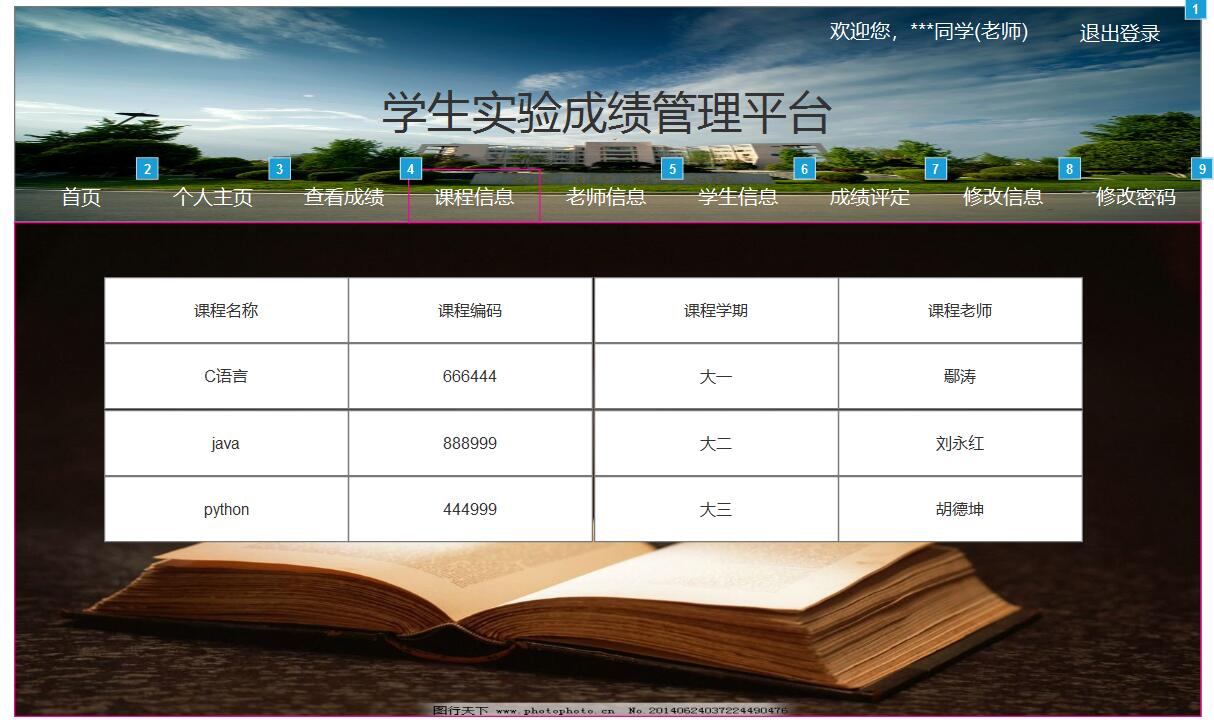 1
欢迎您，***同学(老师) 退出登录
学生实验成绩管理平台
2 3 4 5 6 7 8 9
首页 个人主页 查看成绩 课程信息 老师信息 学生信息 成绩评定 修改信息 修改密码
课程名称 课程编码 课程学期 课程老师
C语言 666444 大一 鄢涛
java 888999 大二 刘永红
python 444999 大三 胡德坤
图行天下 www.photophoto.cn No.20140624037224490476